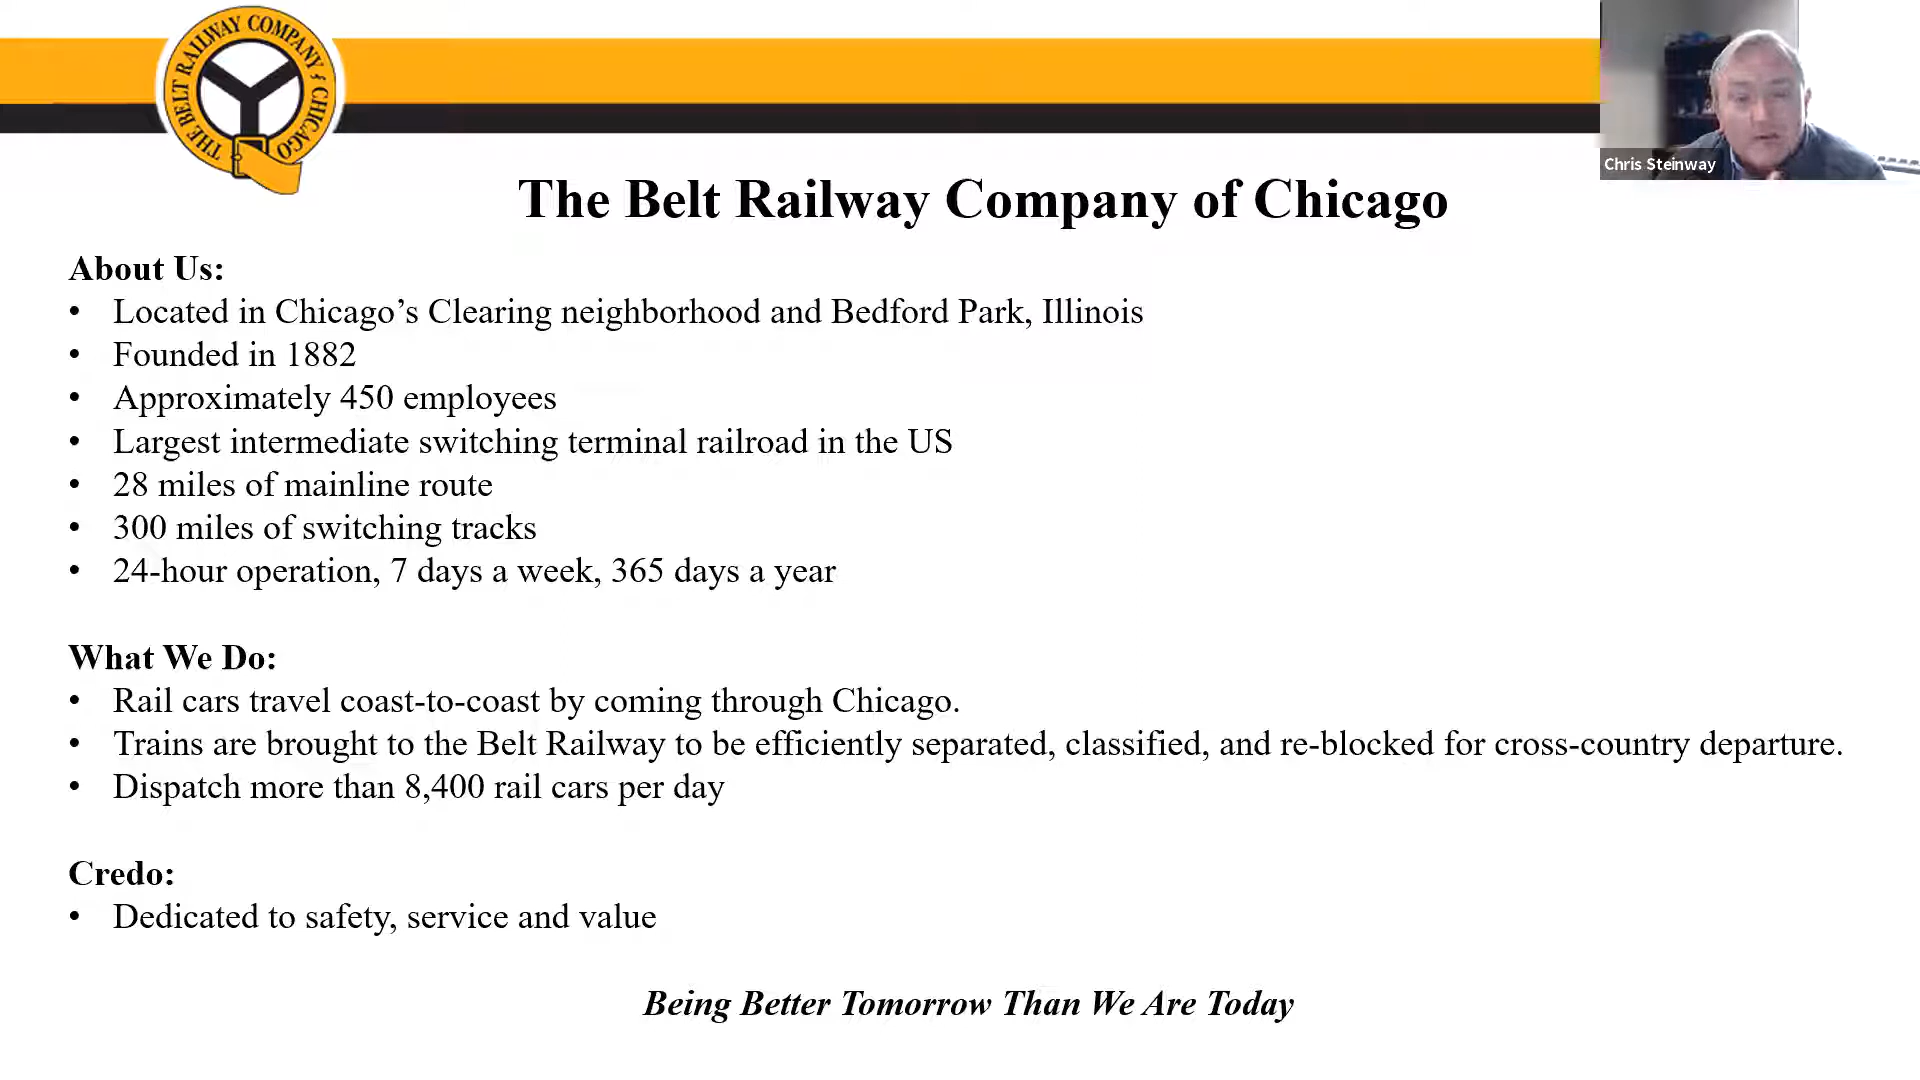 THE BELT RAILWAY COMPANY of CHICAGO
Chris Steinway
The Belt Railway Company of Chicago
About Us:
• Located in Chicago’s Clearing neighborhood and Bedford Park, Illinois
• Founded in 1882
• Approximately 450 employees
• Largest intermediate switching terminal railroad in the US
• 28 miles of mainline route
• 300 miles of switching tracks
• 24-hour operation, 7 days a week, 365 days a year
What We Do:
• Rail cars travel coast-to-coast by coming through Chicago.
• Trains are brought to the Belt Railway to be efficiently separated, classified, and re-blocked for cross-country departure.
• Dispatch more than 8,400 rail cars per day
Credo:
• Dedicated to safety, service and value
Being Better Tomorrow Than We Are Today